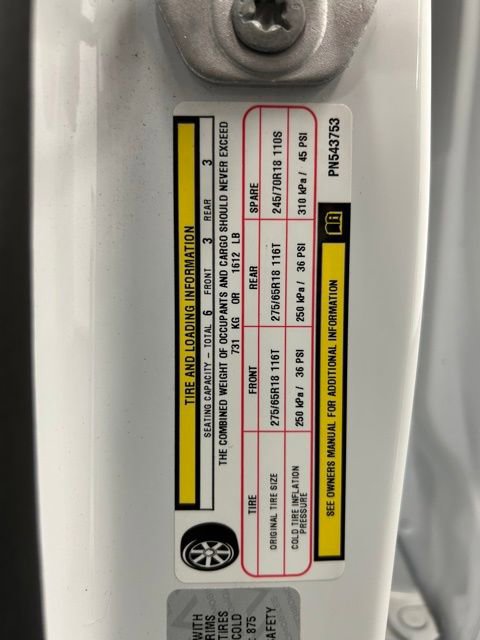 TIRE AND LOADING INFORMATION
SEATING CAPACITY - TOTAL 6 FRONT 3 REAR 3
THE COMBINED WEIGHT OF OCCUPANTS AND CARGO SHOULD NEVER EXCEED
731 KG OR 1612 LB
TIRE FRONT REAR SPARE
ORIGINAL TIRE SIZE 275/65R18 116T 275/65R18 116T 245/70R18 110S
COLD TIRE INFLATION
PRESSURE 250 kPa / 36 PSI 250 kPa / 36 PSI 310 kPa / 45 PSI
SEE OWNERS MANUAL FOR ADDITIONAL INFORMATION
PN543753
WITH
RIMS
TIRES
COLD
875
SAFETY